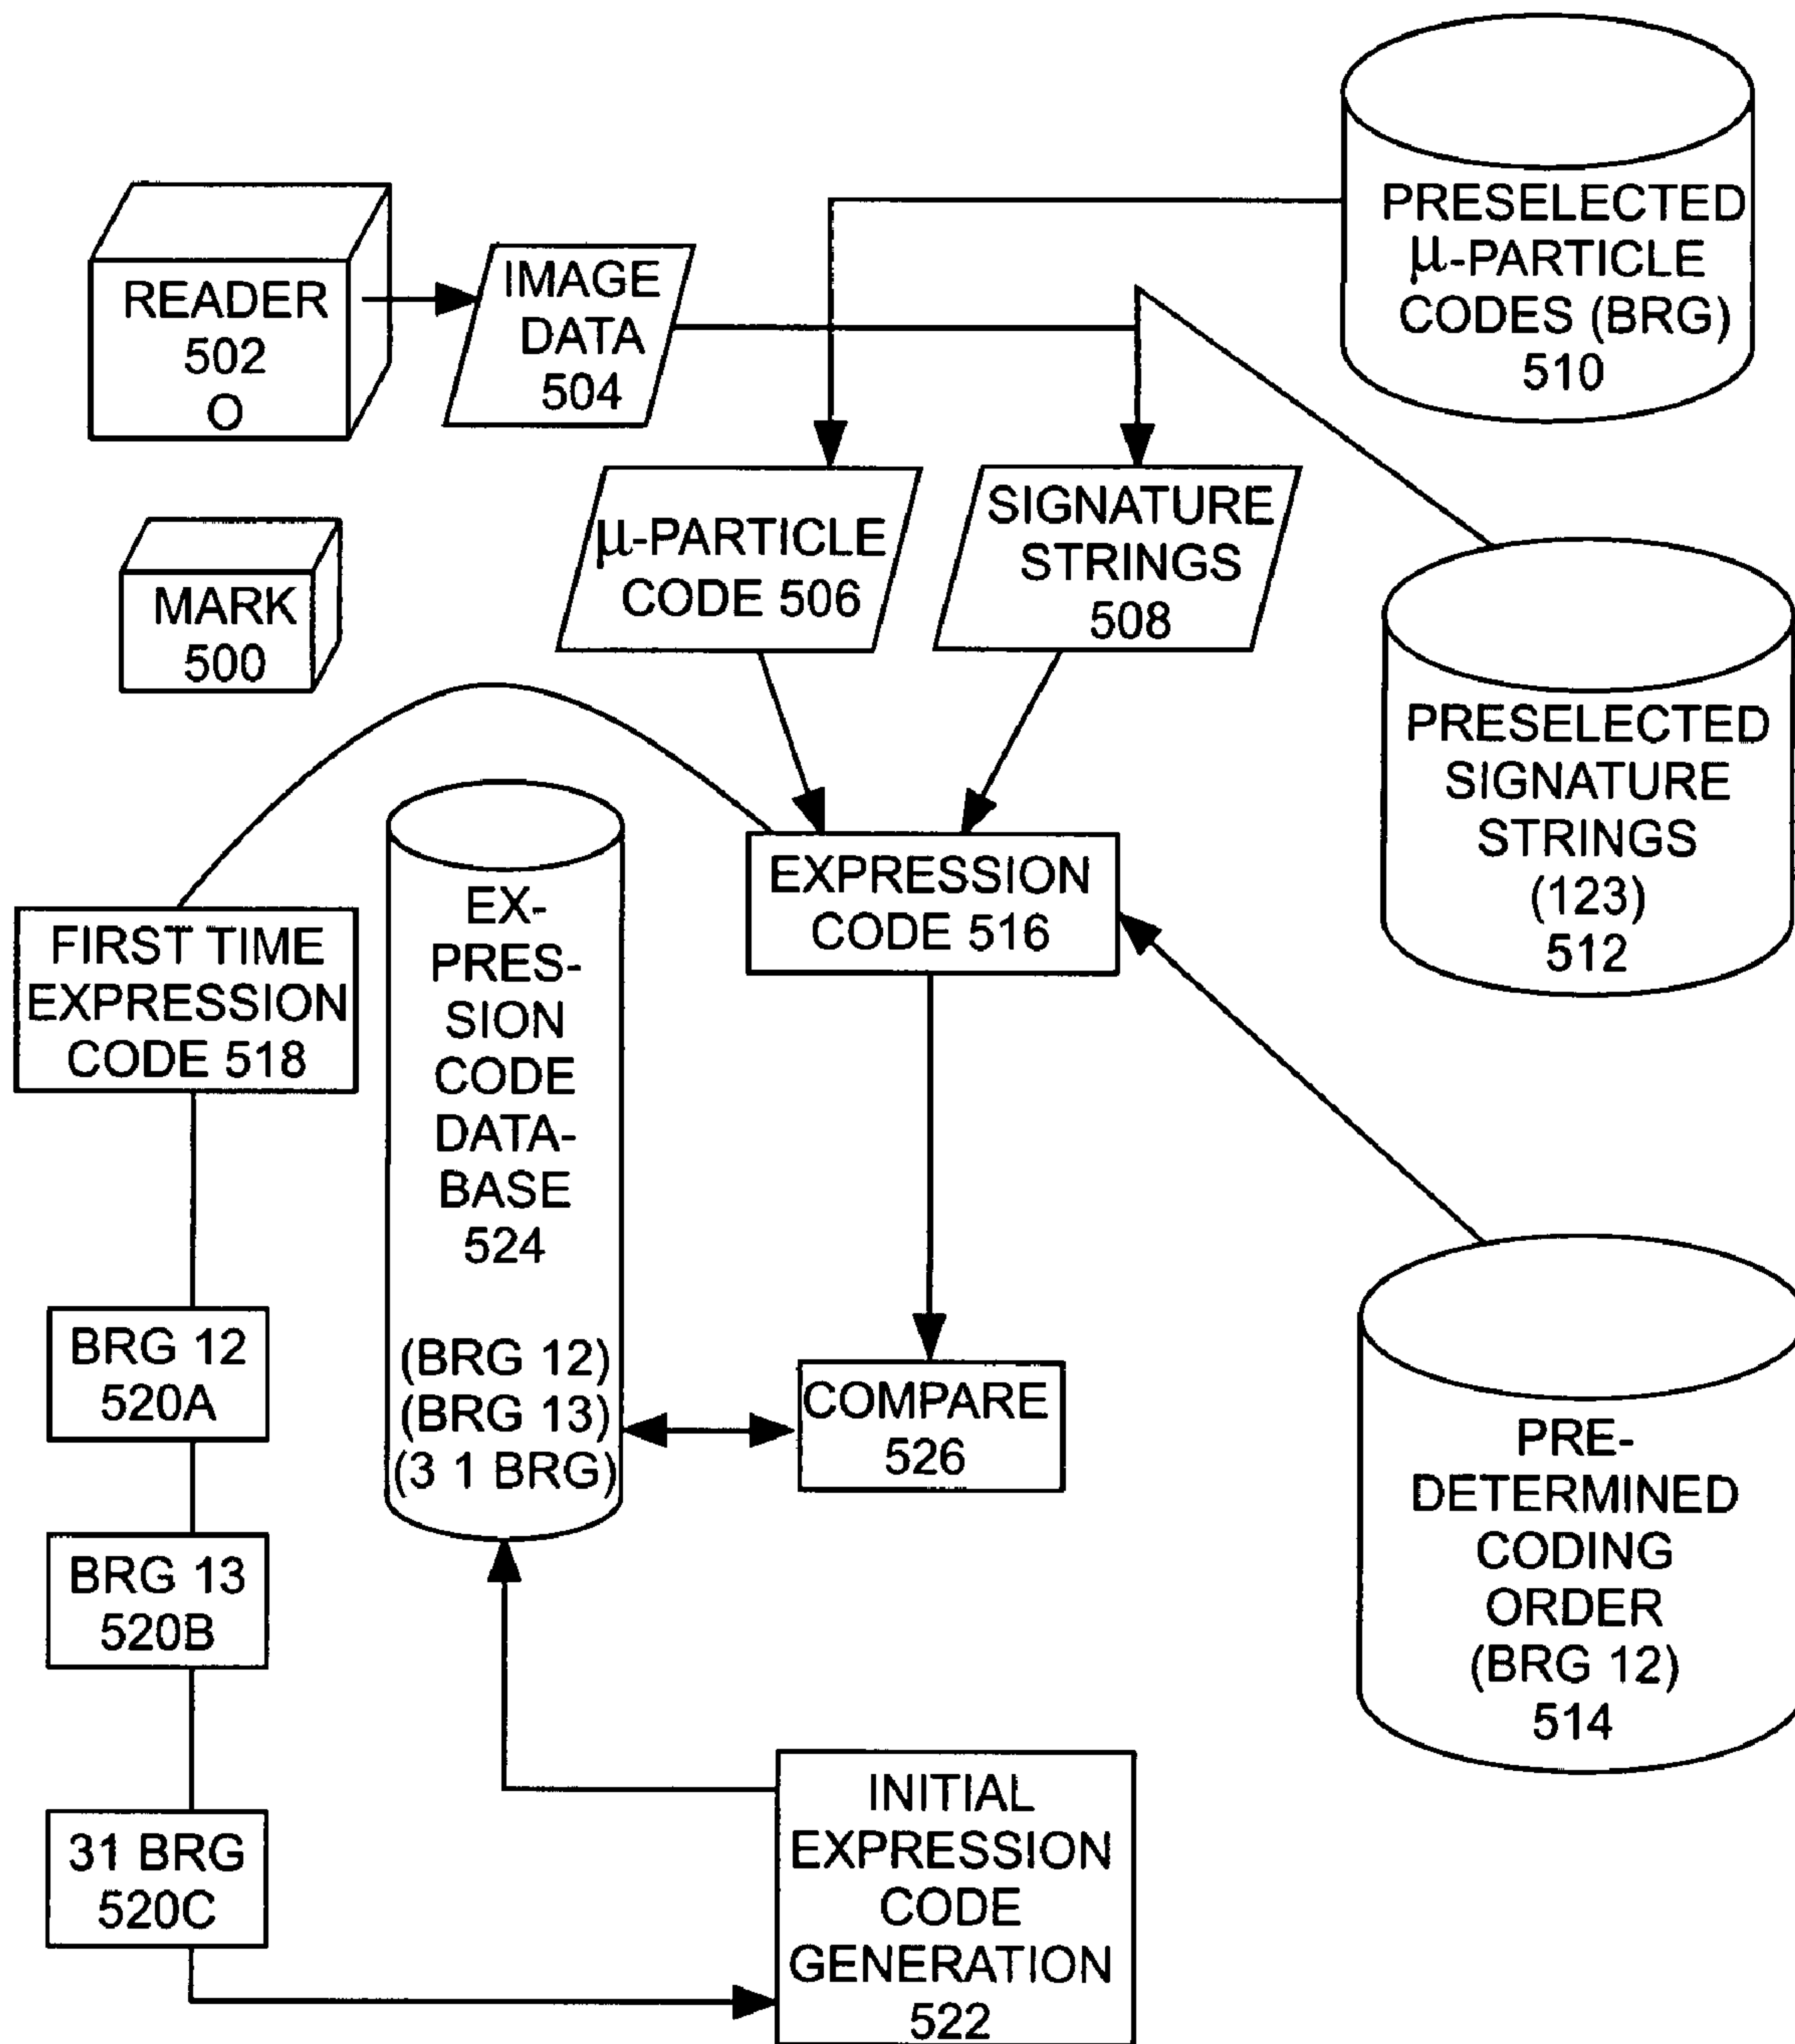 PRESELECTED
µ-PARTICLE
CODES (BRG)
510
READER
502
O
IMAGE
DATA
504
MARK
500
µ-PARTICLE
CODE 506
SIGNATURE
STRINGS
508
PRESELECTED
SIGNATURE
STRINGS
(123)
512
EXPRESSION
CODE 516
FIRST TIME
EXPRESSION
CODE 518
EX-
PRES-
SION
CODE
DATA-
BASE
524
(BRG 12)
(BRG 13)
(3 1 BRG)
BRG 12
520A
BRG 13
520B
31 BRG
520C
COMPARE
526
PRE-
DETERMINED
CODING
ORDER
(BRG 12)
514
INITIAL
EXPRESSION
CODE
GENERATION
522